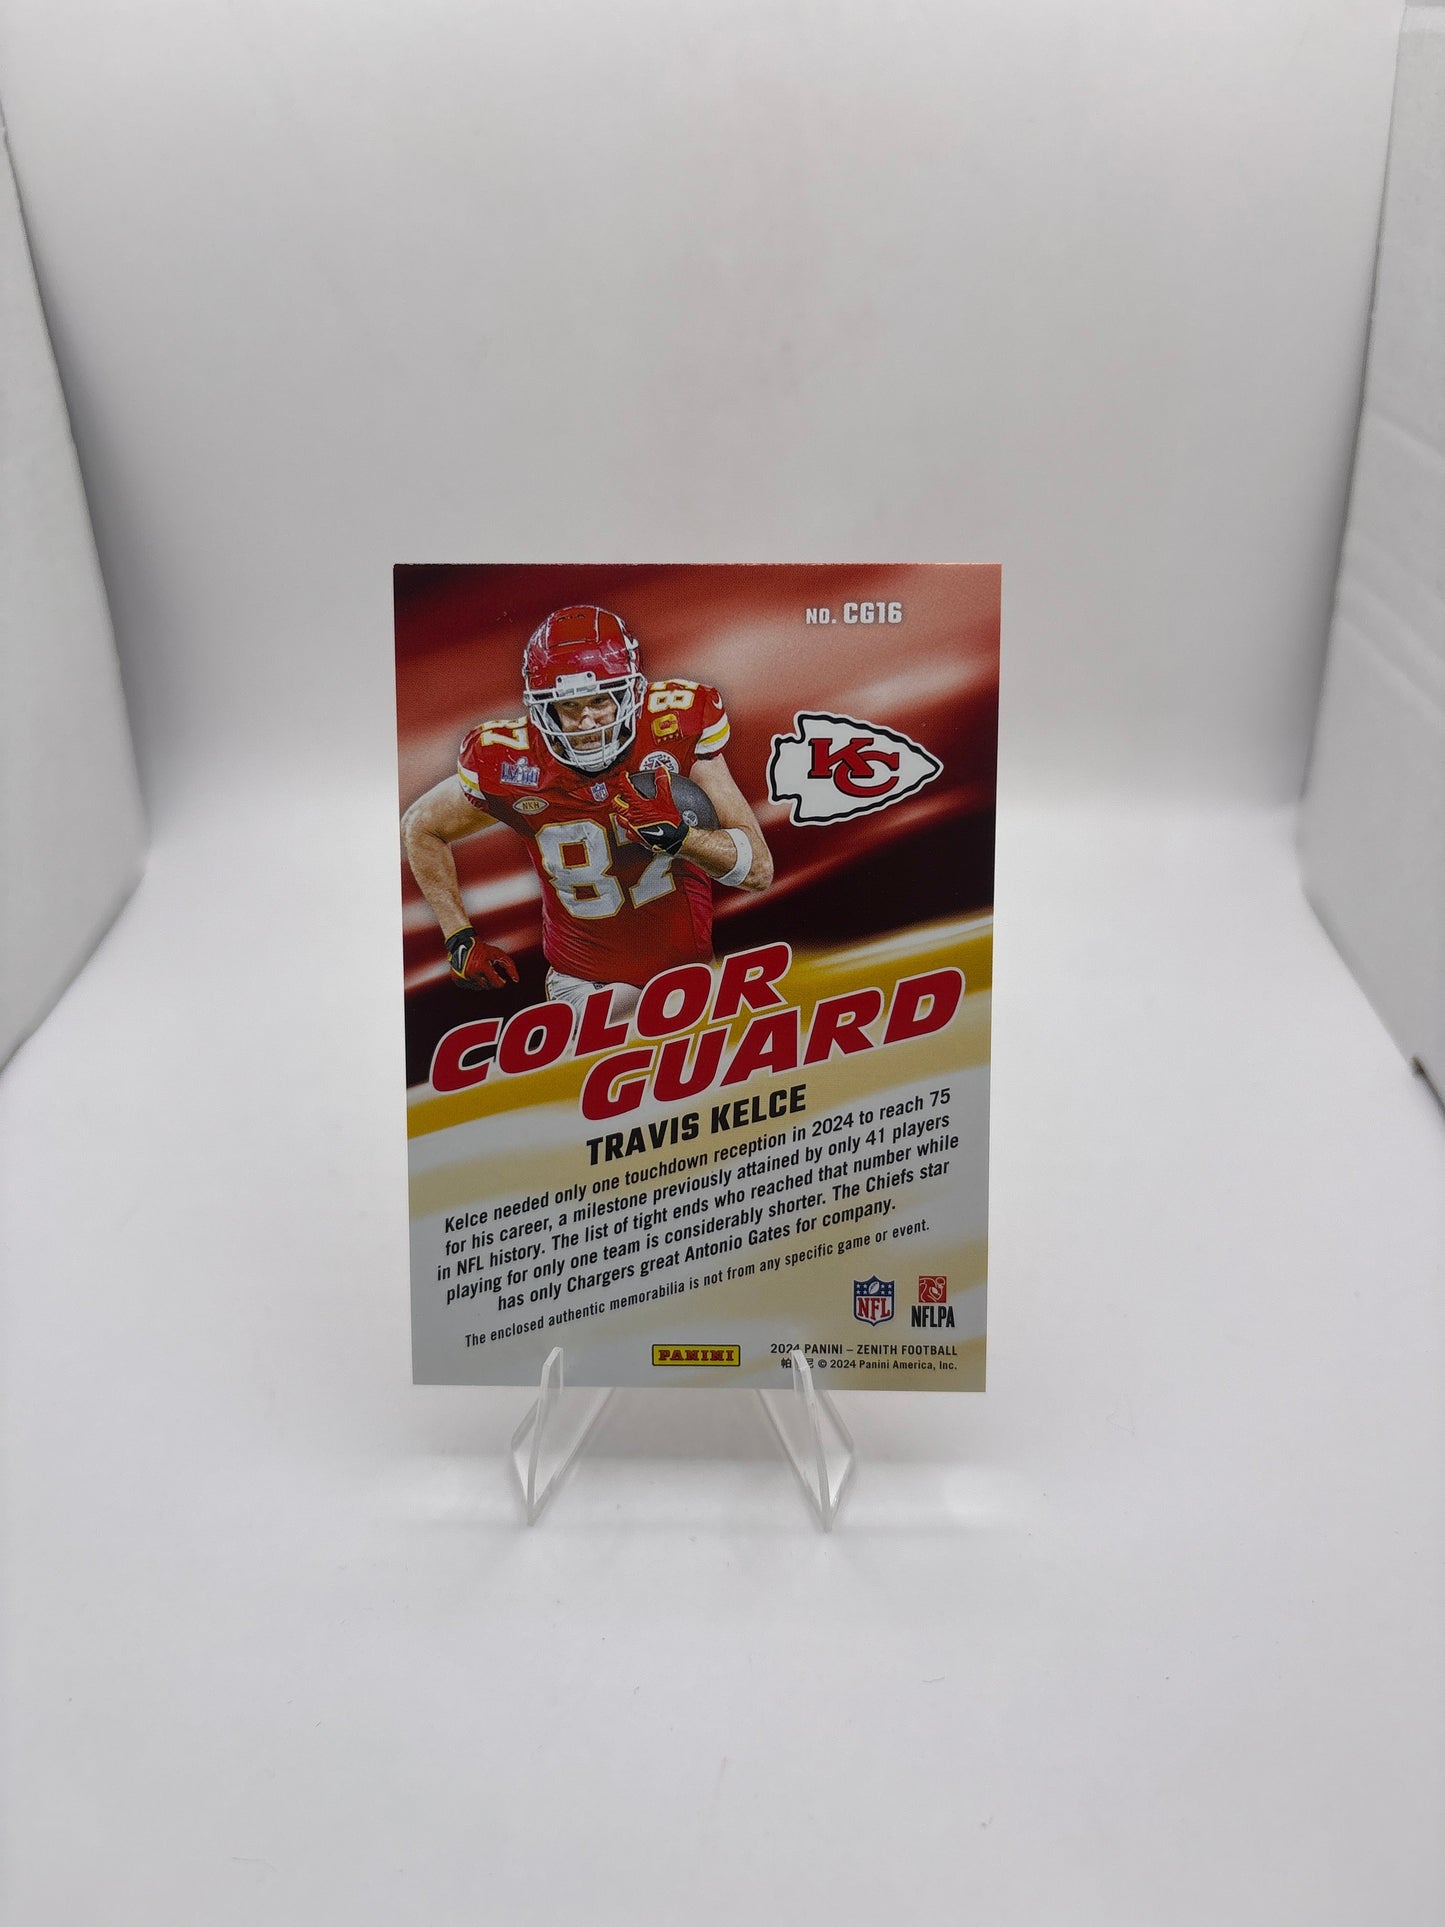 NO. CG16
87
87
LVIII
NKH
C
87
KC
COLOR
GUARD
TRAVIS KELCE
Kelce needed only one touchdown reception in 2024 to reach 75
for his career, a milestone previously attained by only 41 players
in NFL history. The list of tight ends who reached that number while
playing for only one team is considerably shorter. The Chiefs star
has only Chargers great Antonio Gates for company.
The enclosed authentic memorabilia is not from any specific game or event.
NFL
NFLPA
PANINI
2024 PANINI – ZENITH FOOTBALL
© 2024 Panini America, Inc.